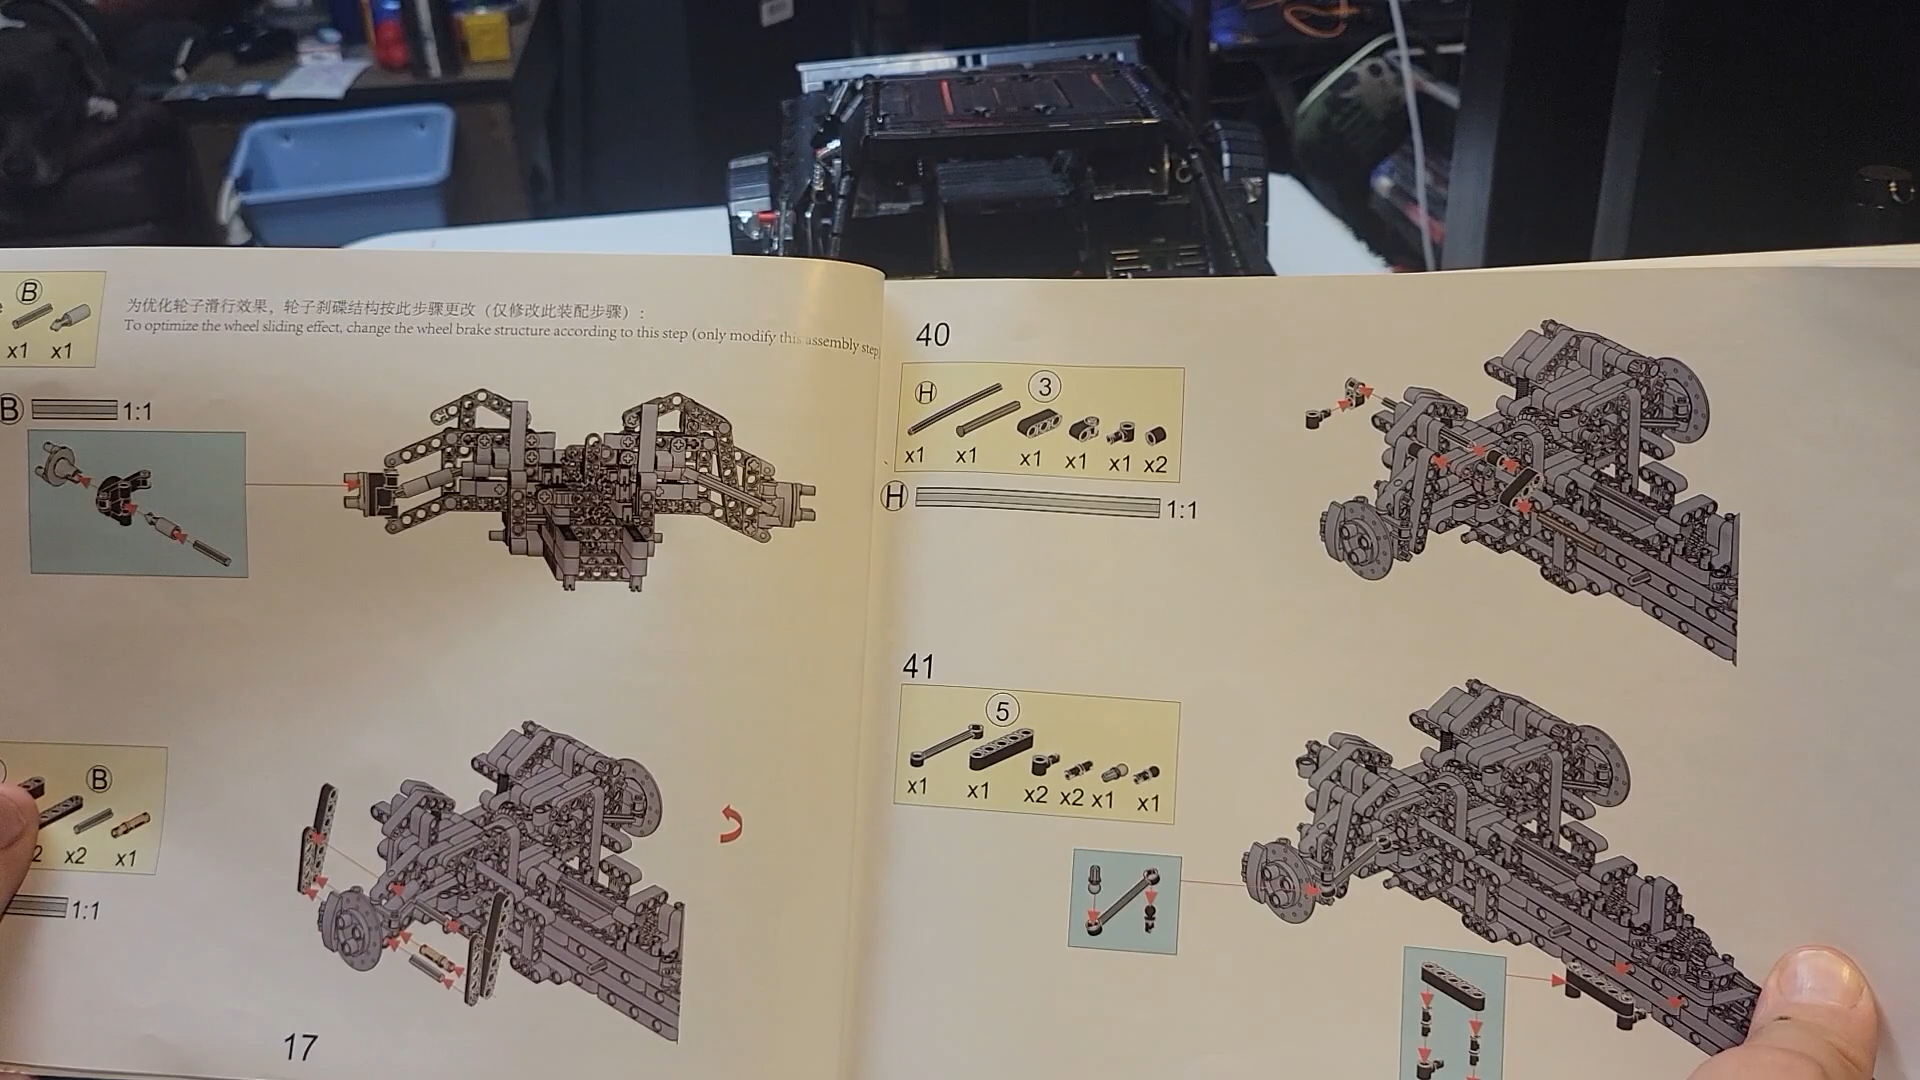 B
x1 x1
为优化轮子滑行效果，轮子刹碟结构按此步骤更改（仅修改此装配步骤）：
To optimize the wheel sliding effect, change the wheel brake structure according to this step (only modify this assembly step)
B 1:1
B
2 x2 x1
1:1
17
40
H 3
x1 x1 x1 x1 x1 x2
H 1:1
41
5
x1 x1 x2 x2 x1 x1